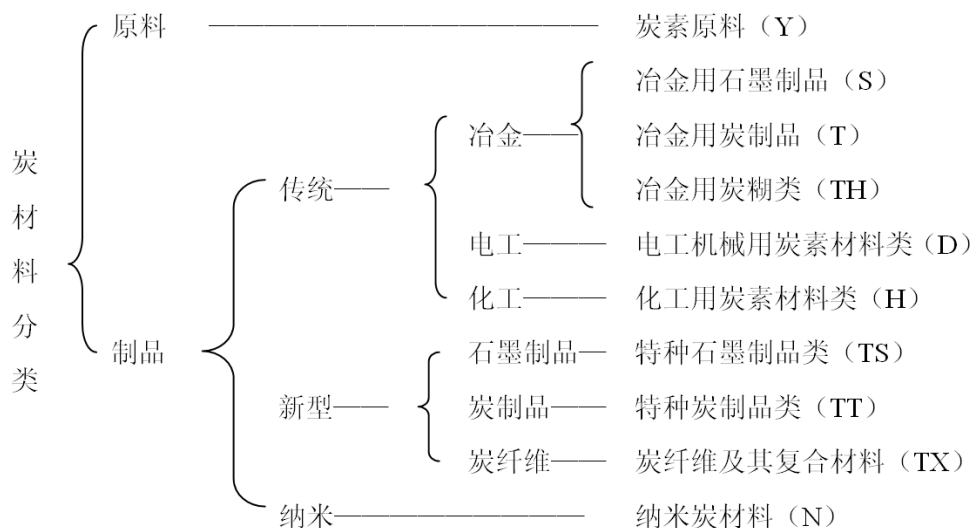 炭材料分类
原料 ———————————————— 炭素原料（Y）
冶金用石墨制品（S）
冶金—— 冶金用炭制品（T）
传统—— 冶金用炭糊类（TH）
电工——— 电工机械用炭素材料类（D）
化工——— 化工用炭素材料类（H）
制品
石墨制品— 特种石墨制品类（TS）
新型—— 炭制品—— 特种炭制品类（TT）
炭纤维—— 炭纤维及其复合材料（TX）
纳米————————— 纳米炭材料（N）